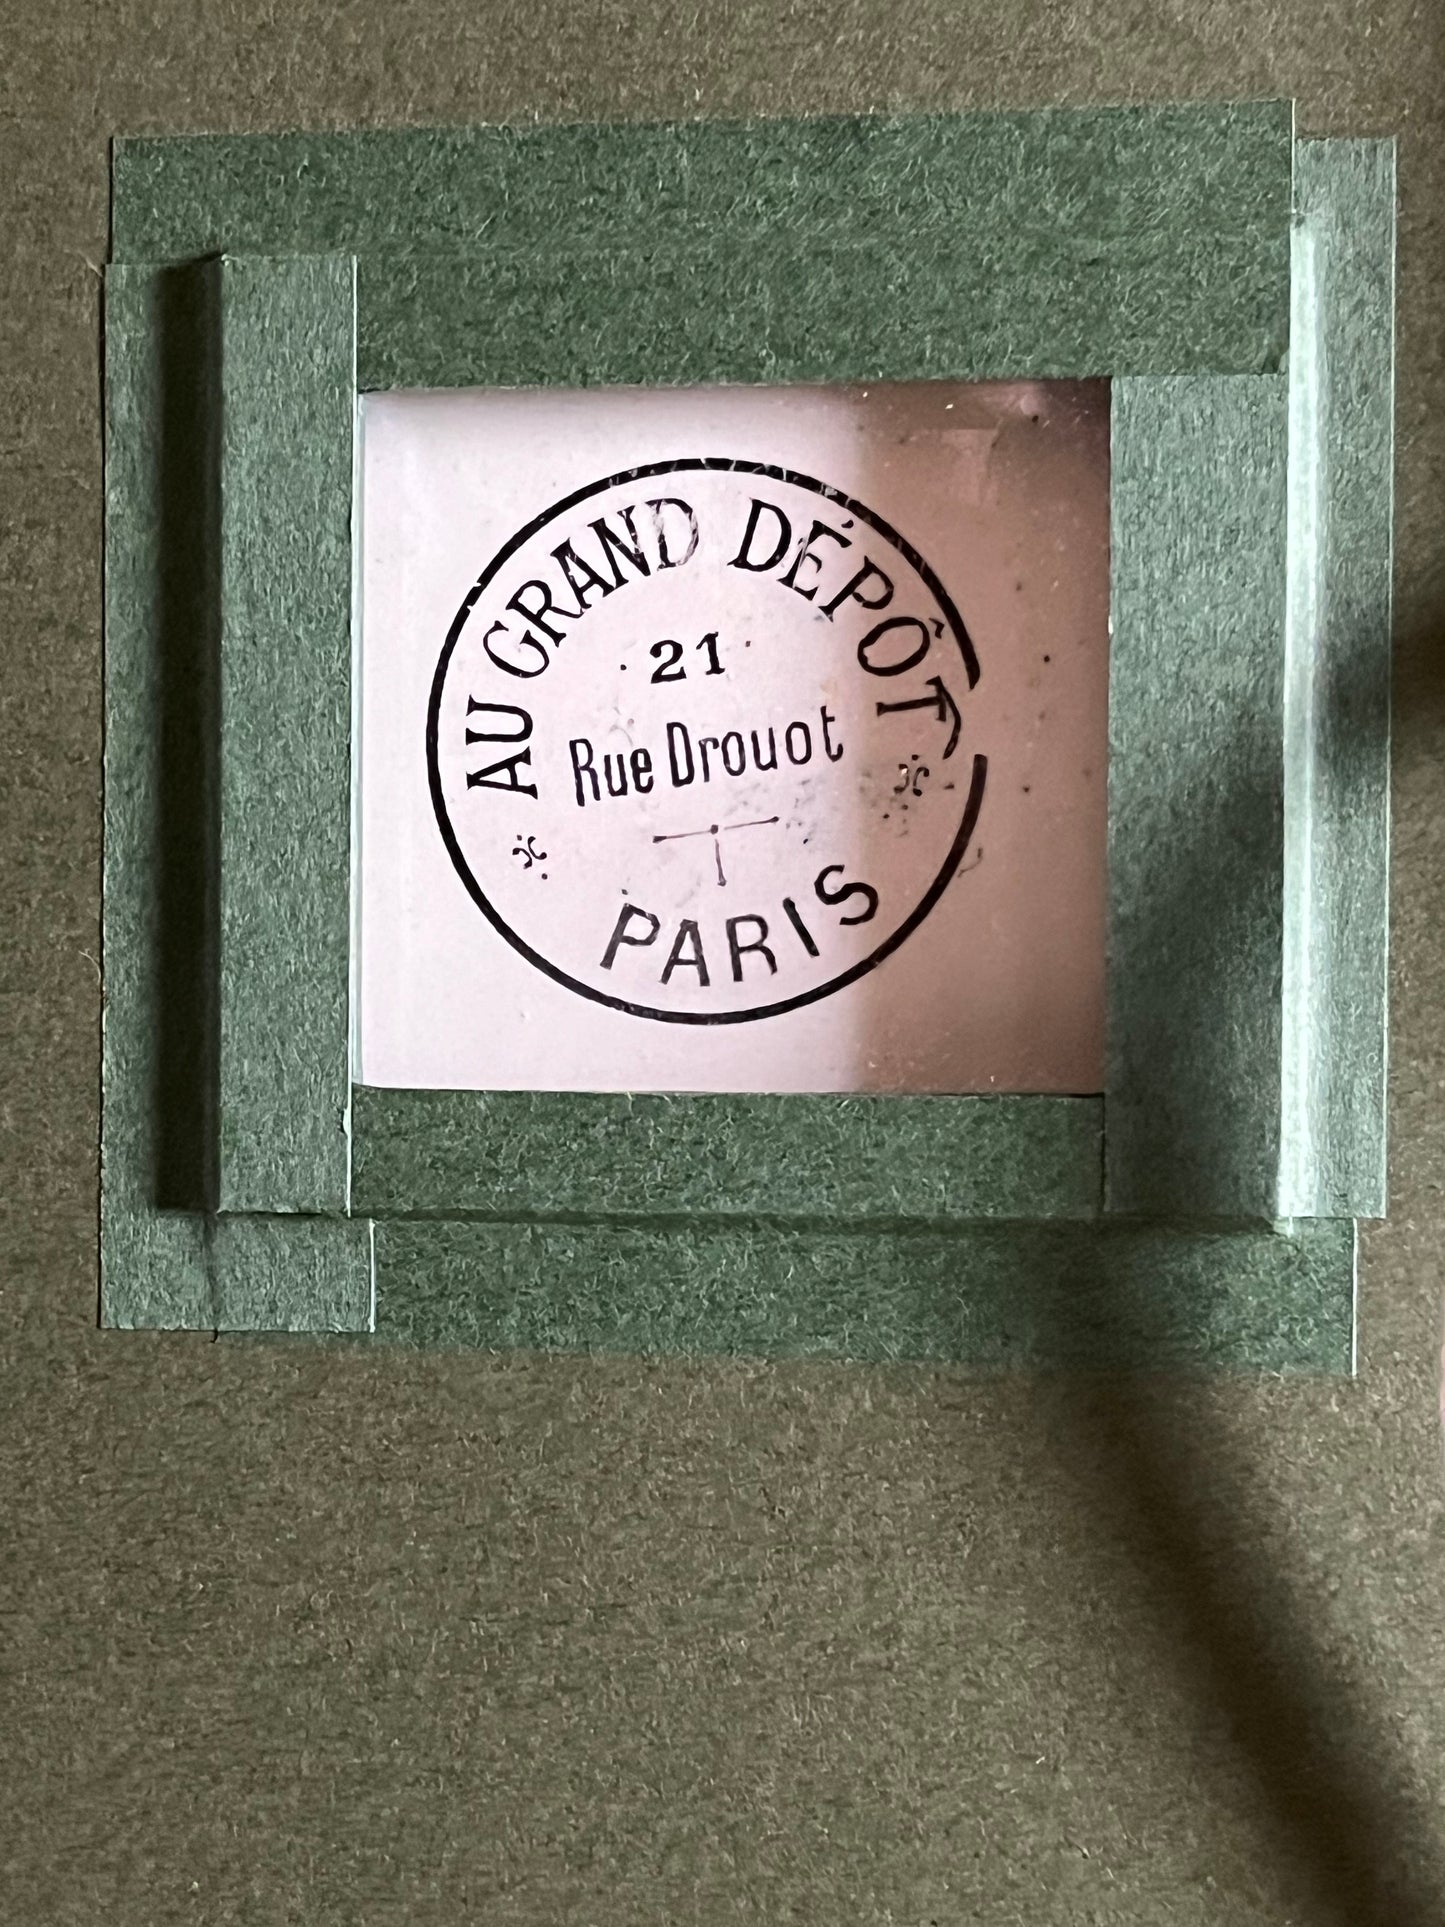 AU GRAND DÉPÔT
21
Rue Drouot
PARIS